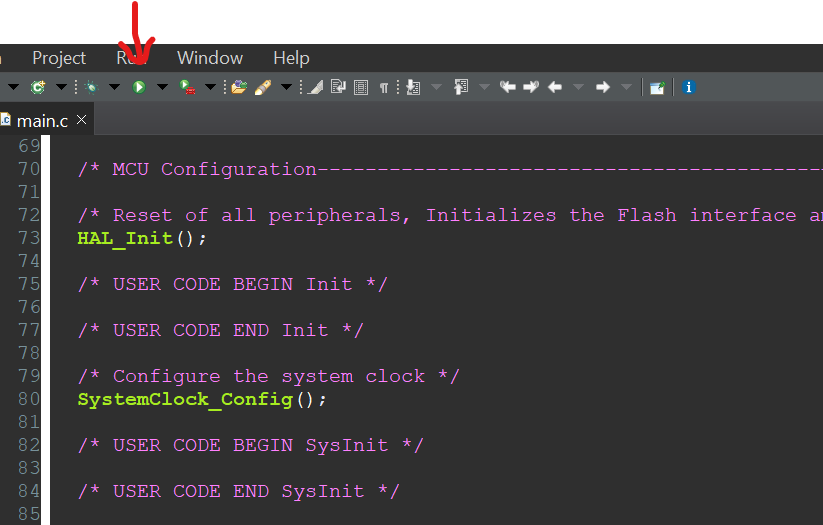 Project Run Window Help
main.c
69
70 /* MCU Configuration------------------------------------------
71
72 /* Reset of all peripherals, Initializes the Flash interface an
73 HAL_Init();
74
75 /* USER CODE BEGIN Init */
76
77 /* USER CODE END Init */
78
79 /* Configure the system clock */
80 SystemClock_Config();
81
82 /* USER CODE BEGIN SysInit */
83
84 /* USER CODE END SysInit */
85